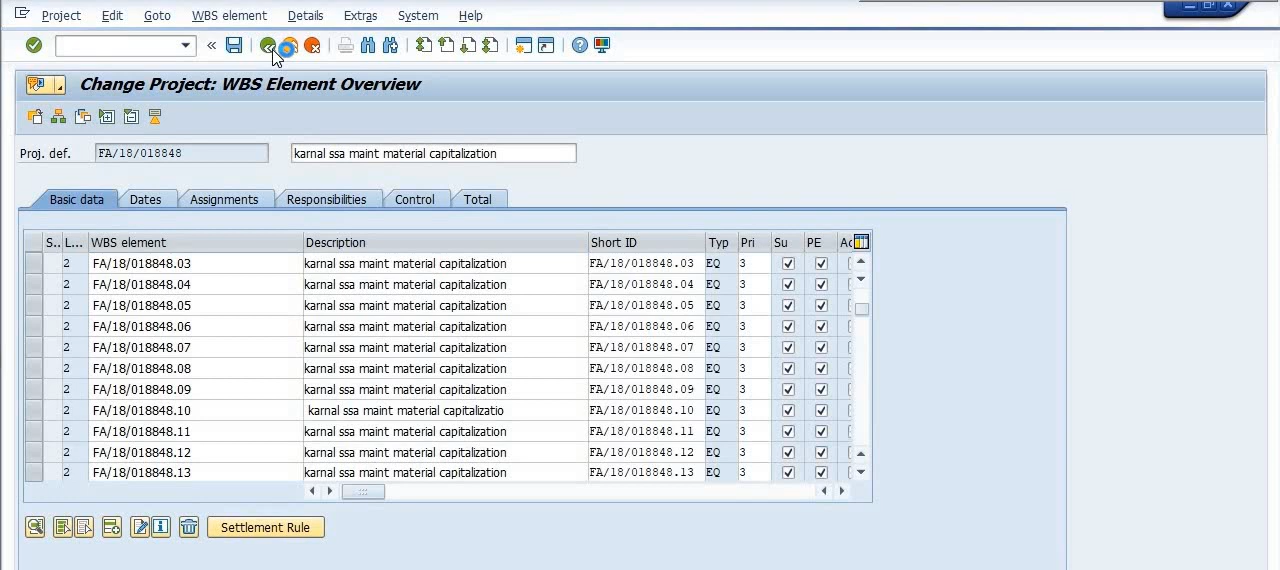 Project Edit Goto WBS element Details Extras System Help
Change Project: WBS Element Overview
Proj. def. FA/18/018848 karnal ssa maint material capitalization
Basic data Dates Assignments Responsibilities Control Total
S.. L... WBS element Description Short ID Typ Pri Su PE Ac
2 FA/18/018848.03 karnal ssa maint material capitalization FA/18/018848.03 EQ 3
2 FA/18/018848.04 karnal ssa maint material capitalization FA/18/018848.04 EQ 3
2 FA/18/018848.05 karnal ssa maint material capitalization FA/18/018848.05 EQ 3
2 FA/18/018848.06 karnal ssa maint material capitalization FA/18/018848.06 EQ 3
2 FA/18/018848.07 karnal ssa maint material capitalization FA/18/018848.07 EQ 3
2 FA/18/018848.08 karnal ssa maint material capitalization FA/18/018848.08 EQ 3
2 FA/18/018848.09 karnal ssa maint material capitalization FA/18/018848.09 EQ 3
2 FA/18/018848.10 karnal ssa maint material capitalizatio FA/18/018848.10 EQ 3
2 FA/18/018848.11 karnal ssa maint material capitalization FA/18/018848.11 EQ 3
2 FA/18/018848.12 karnal ssa maint material capitalization FA/18/018848.12 EQ 3
2 FA/18/018848.13 karnal ssa maint material capitalization FA/18/018848.13 EQ 3
Settlement Rule